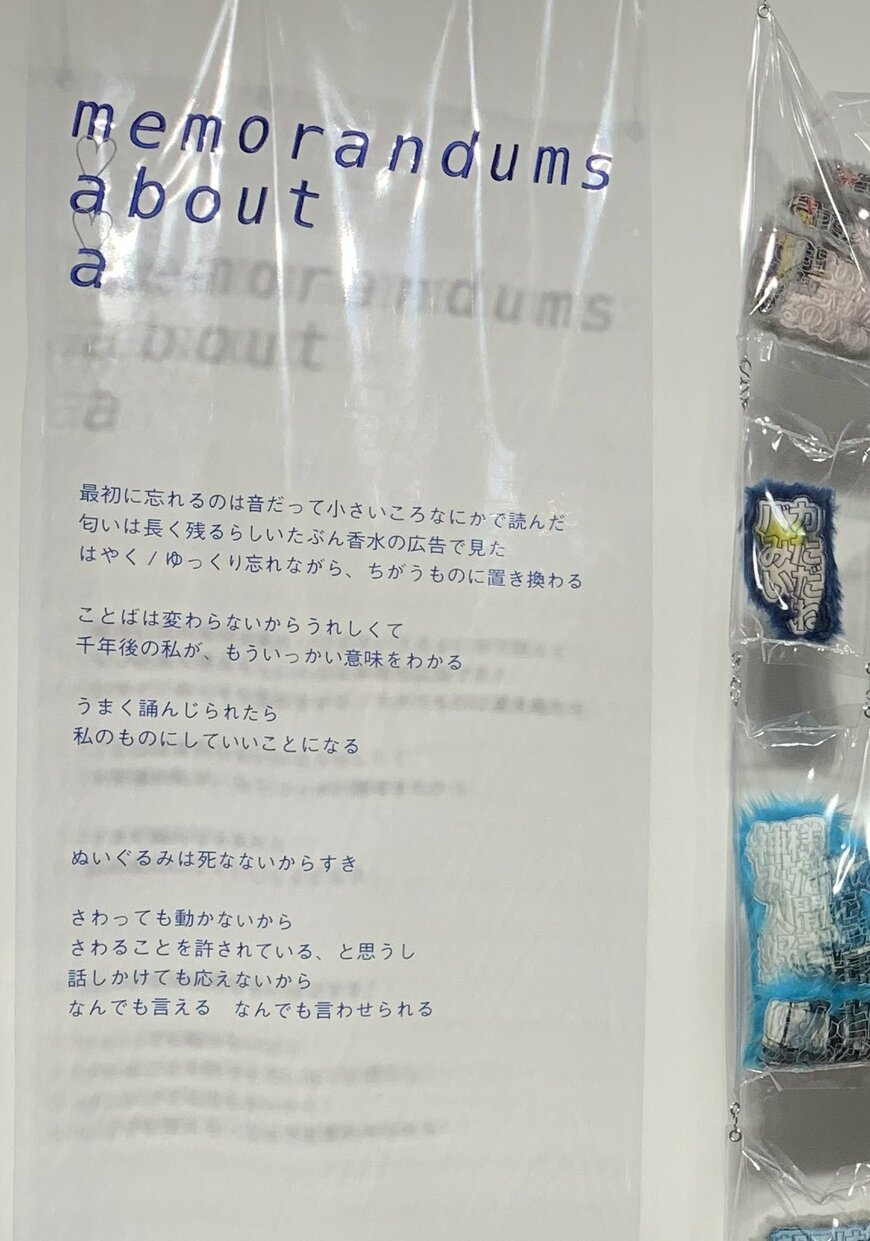 memorandums
about
a
最初に忘れるのは音だって小さいころなにかで読んだ
匂いは長く残るらしいたぶん香水の広告で見た
はやく / ゆっくり忘れながら、ちがうものに置き換わる
ことばは変わらないからうれしくて
千年後の私が、もういっかい意味をわかる
うまく誦んじられたら
私のものにしていいことになる
ぬいぐるみは死なないからすき
さわっても動かないから
さわることを許されている、と思うし
話しかけても応えないから
なんでも言える　なんでも言わせられる
バカ
みた
い